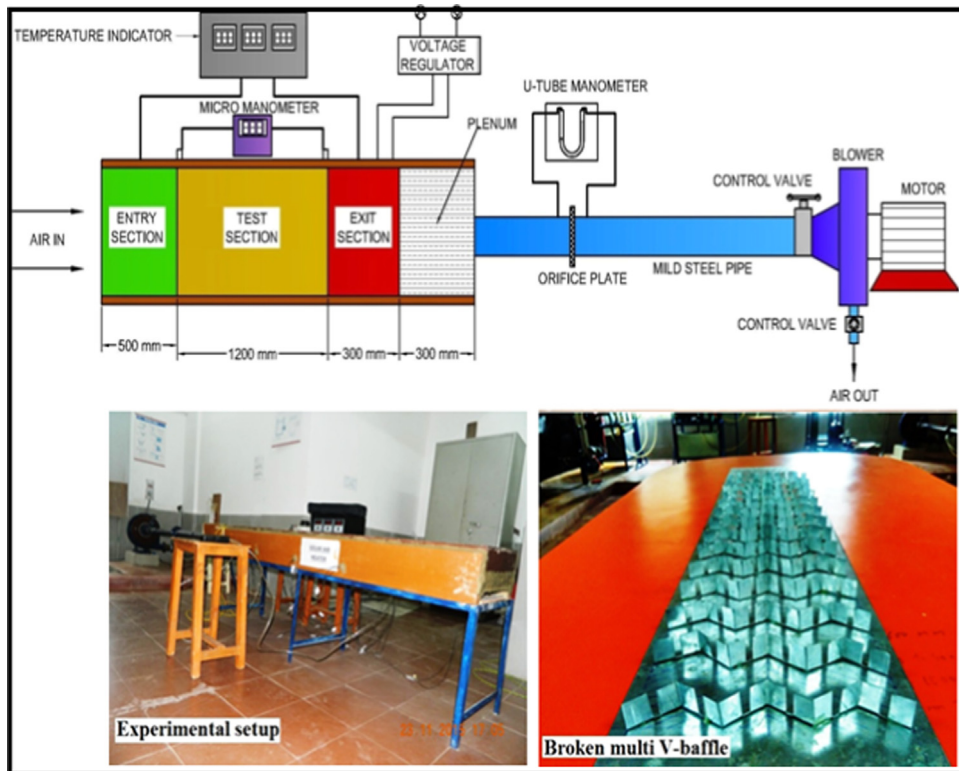 TEMPERATURE INDICATOR
VOLTAGE
REGULATOR
MICRO MANOMETER
U-TUBE MANOMETER
PLENUM
BLOWER
CONTROL VALVE
MOTOR
AIR IN
ENTRY
SECTION
TEST
SECTION
EXIT
SECTION
ORIFICE PLATE
MILD STEEL PIPE
500 mm
1200 mm
300 mm
300 mm
CONTROL VALVE
AIR OUT
Experimental setup
Broken multi V-baffle